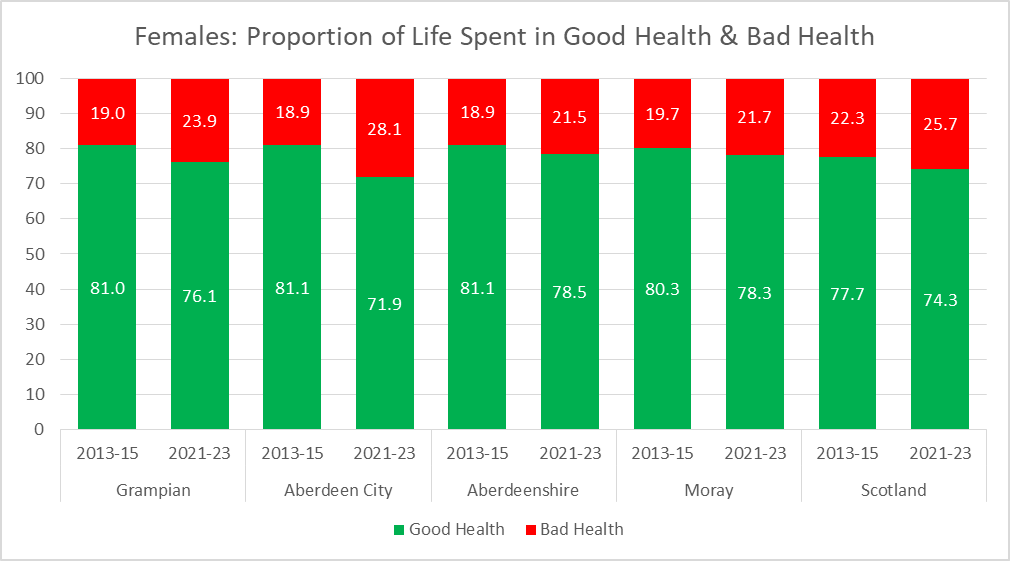 Females: Proportion of Life Spent in Good Health & Bad Health
100
90
80
70
60
50
40
30
20
10
0
19.0 23.9 18.9 28.1 18.9 21.5 19.7 21.7 22.3 25.7
81.0 76.1 81.1 71.9 81.1 78.5 80.3 78.3 77.7 74.3
2013-15 2021-23 2013-15 2021-23 2013-15 2021-23 2013-15 2021-23 2013-15 2021-23
Grampian Aberdeen City Aberdeenshire Moray Scotland
Good Health Bad Health